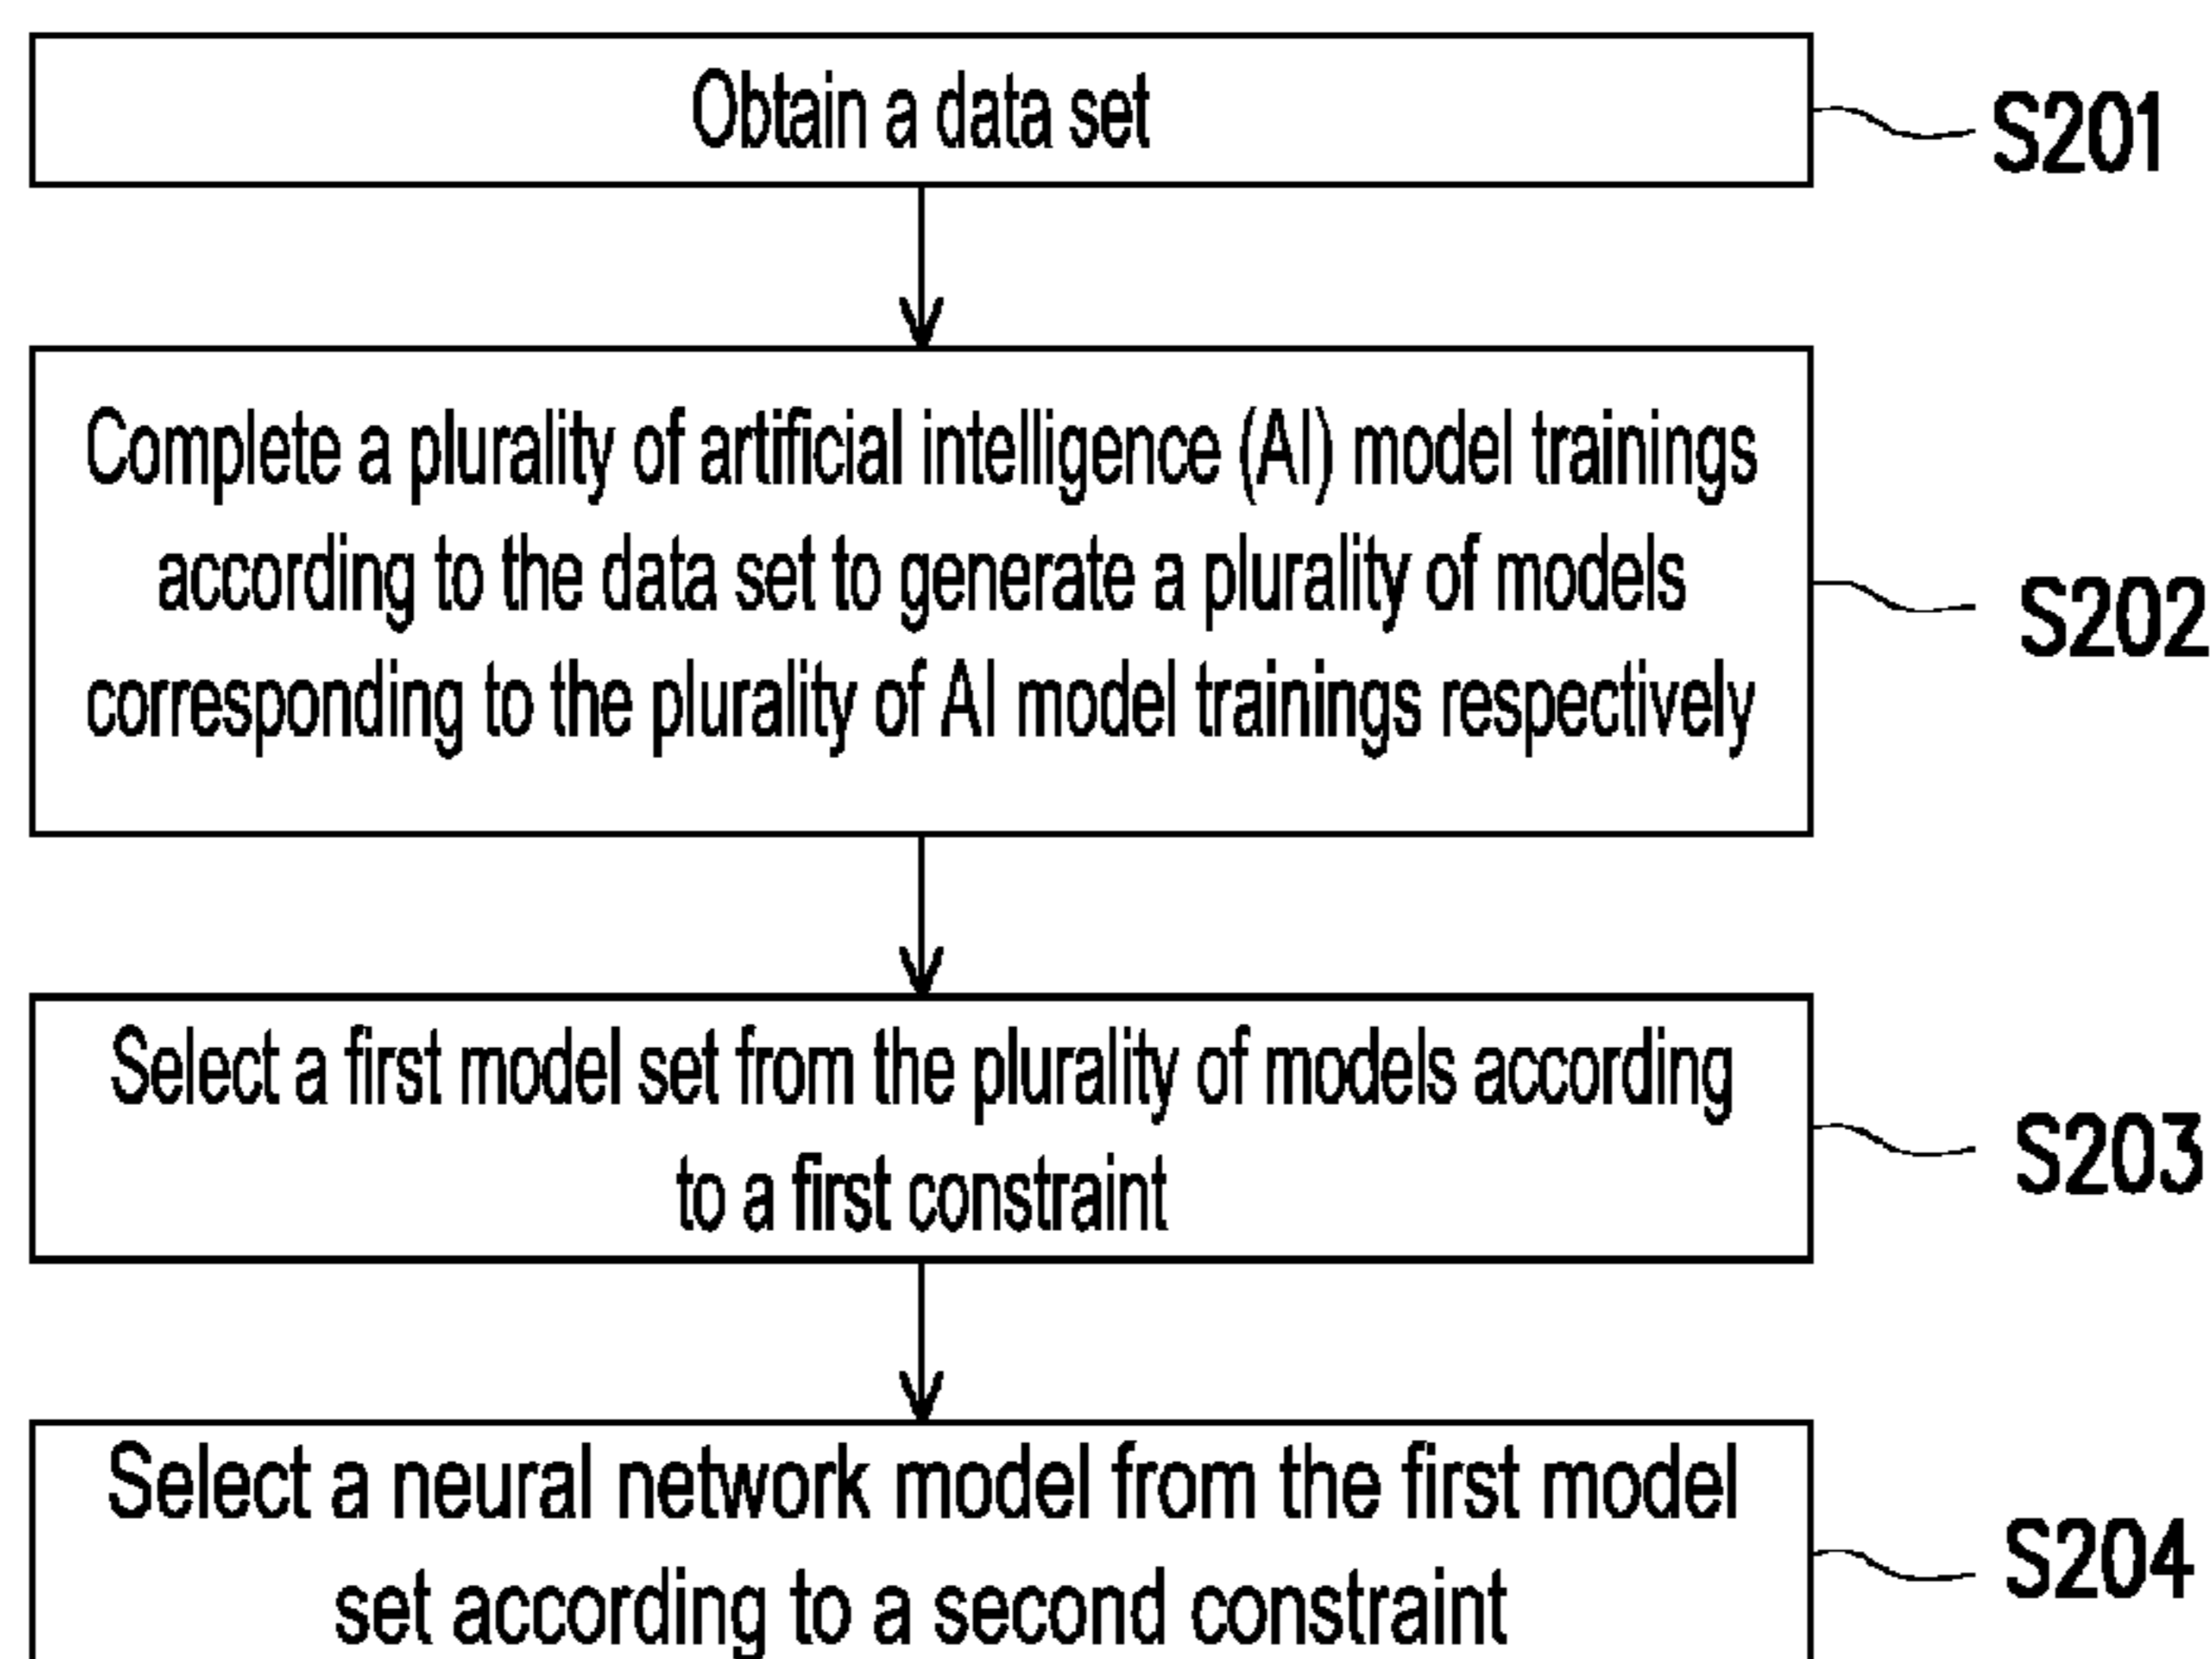 Obtain a data set
S201
Complete a plurality of artificial intelligence (AI) model trainings
according to the data set to generate a plurality of models
corresponding to the plurality of AI model trainings respectively
S202
Select a first model set from the plurality of models according
to a first constraint
S203
Select a neural network model from the first model
set according to a second constraint
S204